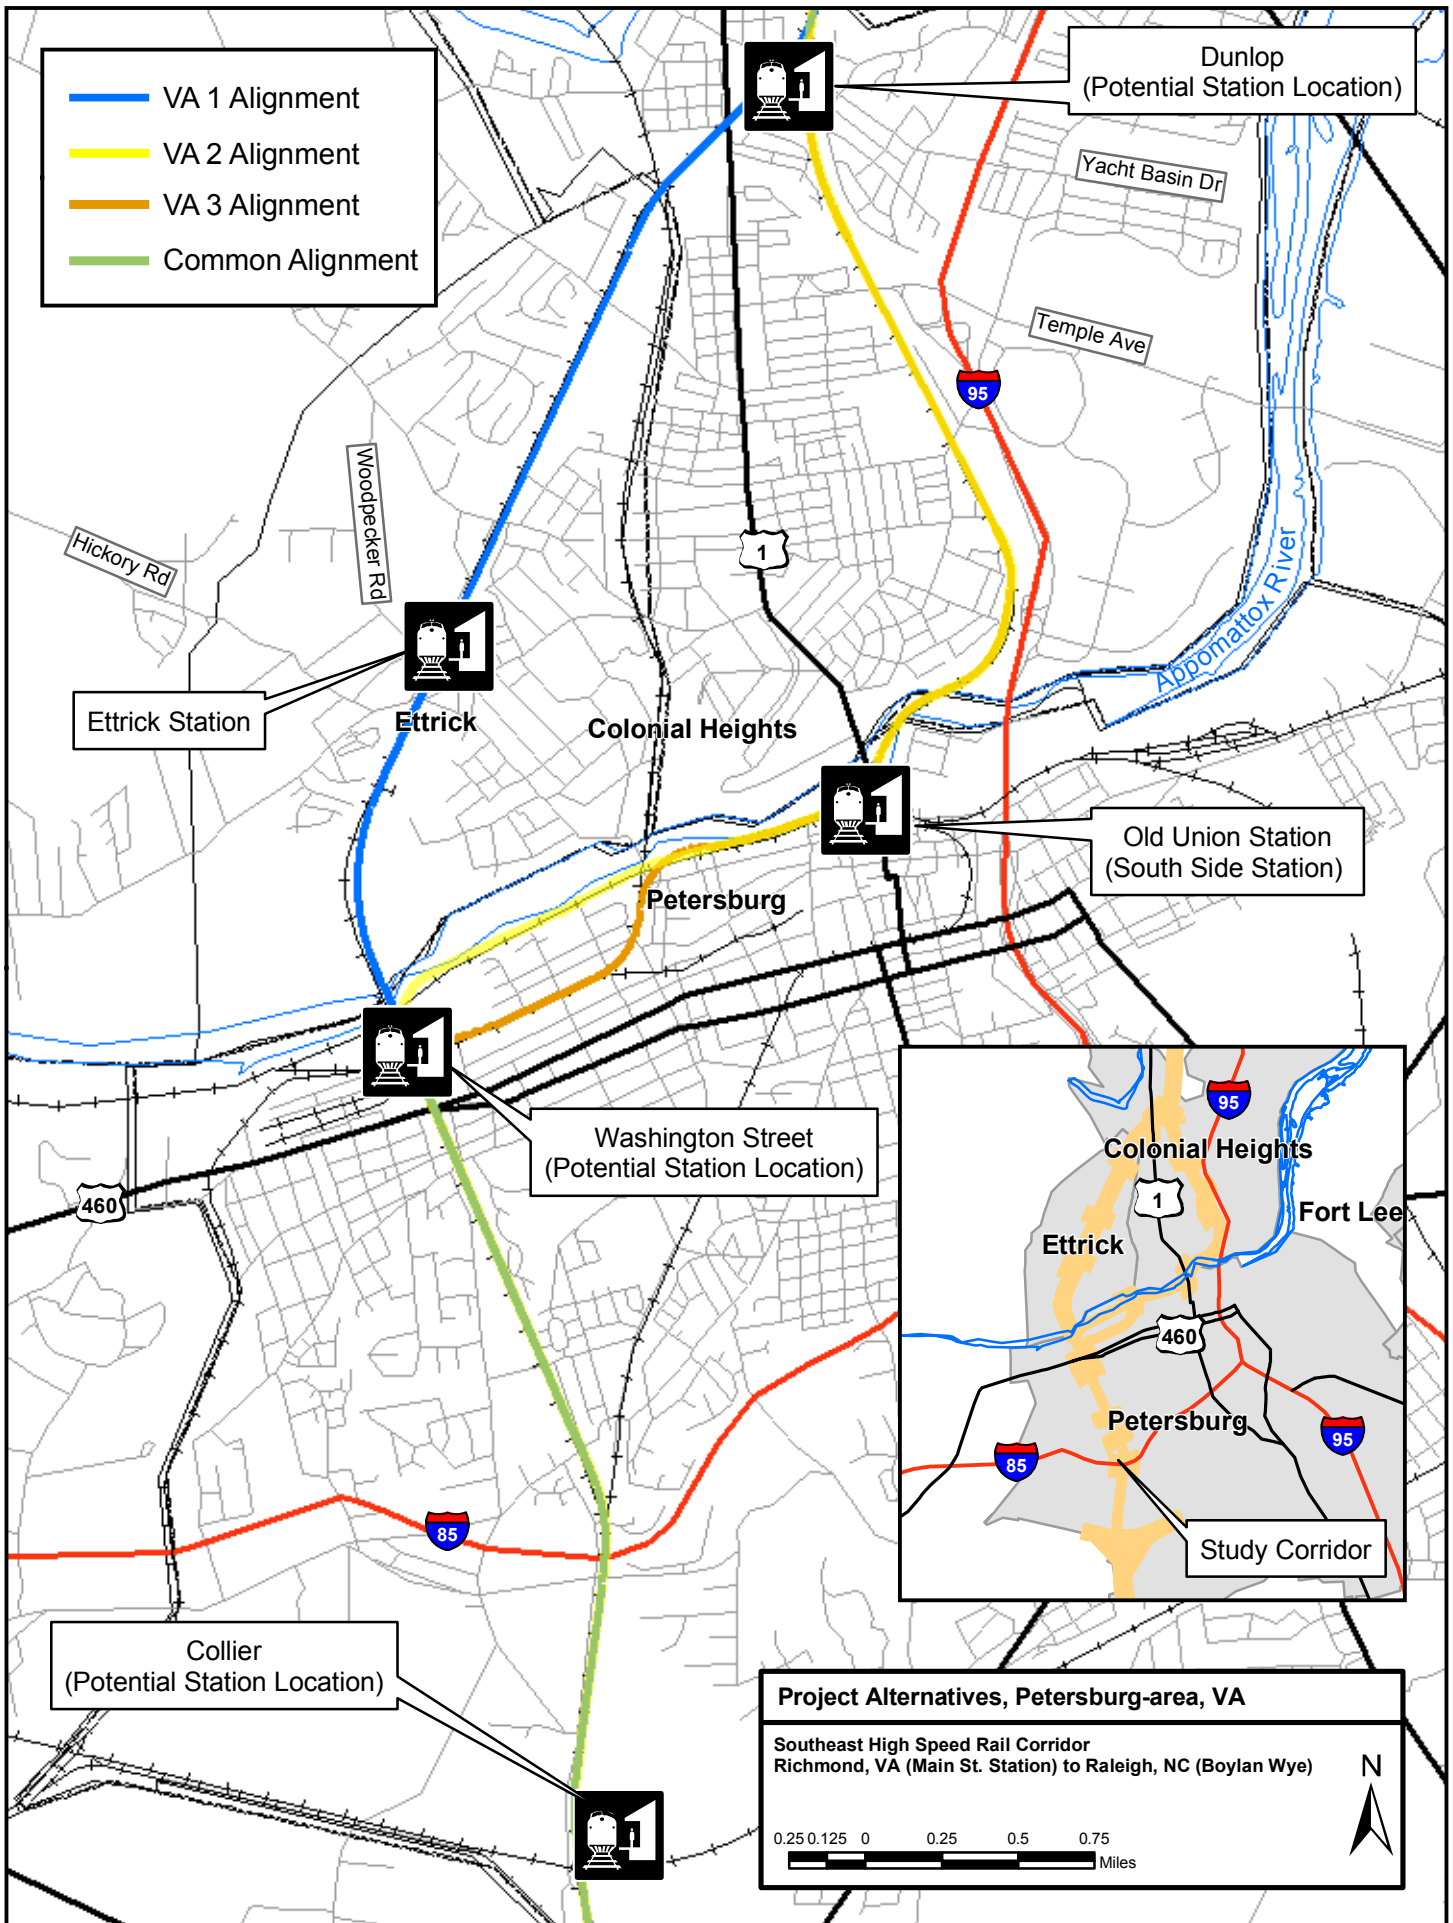 VA 1 Alignment
VA 2 Alignment
VA 3 Alignment
Common Alignment
Dunlop
(Potential Station Location)
Yacht Basin Dr
Temple Ave
95
Woodpecker Rd
Hickory Rd
1
Appomattox River
Ettrick Station
Ettrick
Colonial Heights
Old Union Station
(South Side Station)
Petersburg
Washington Street
(Potential Station Location)
460
95
Colonial Heights
1
Fort Lee
Ettrick
460
Petersburg
95
85
Study Corridor
85
Collier
(Potential Station Location)
Project Alternatives, Petersburg-area, VA
Southeast High Speed Rail Corridor
Richmond, VA (Main St. Station) to Raleigh, NC (Boylan Wye)
N
0.25 0.125 0 0.25 0.5 0.75
Miles